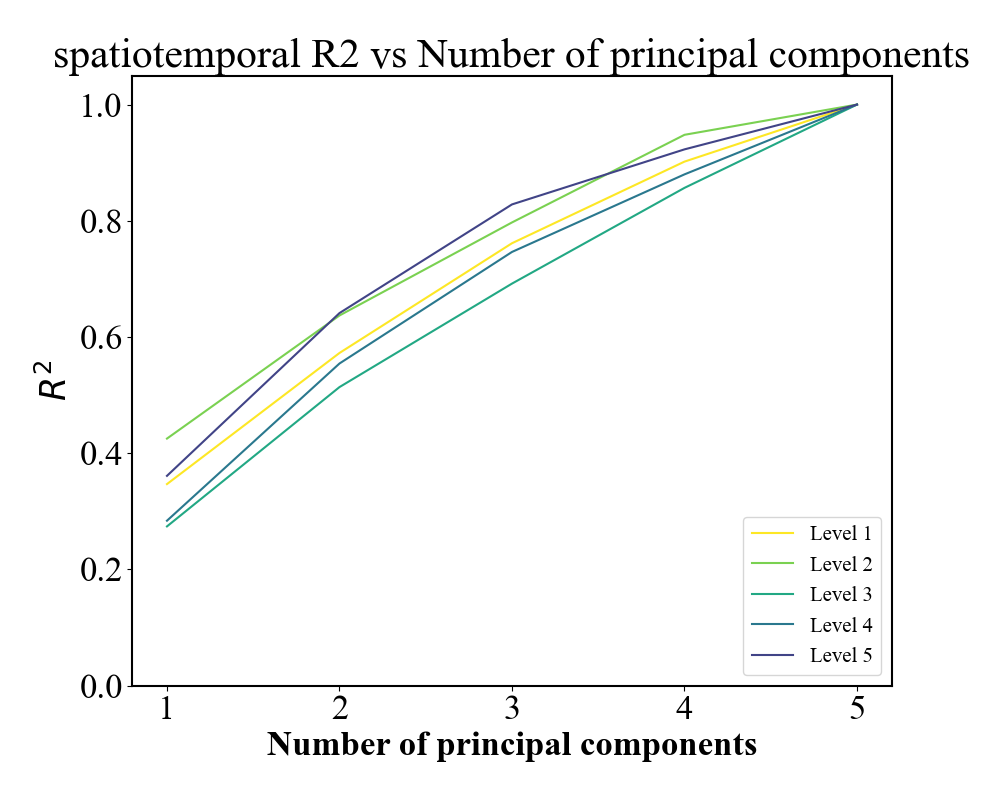 spatiotemporal R2 vs Number of principal components
1.0
0.8
0.6
0.4
0.2
0.0
R²
1 2 3 4 5
Number of principal components
Level 1
Level 2
Level 3
Level 4
Level 5